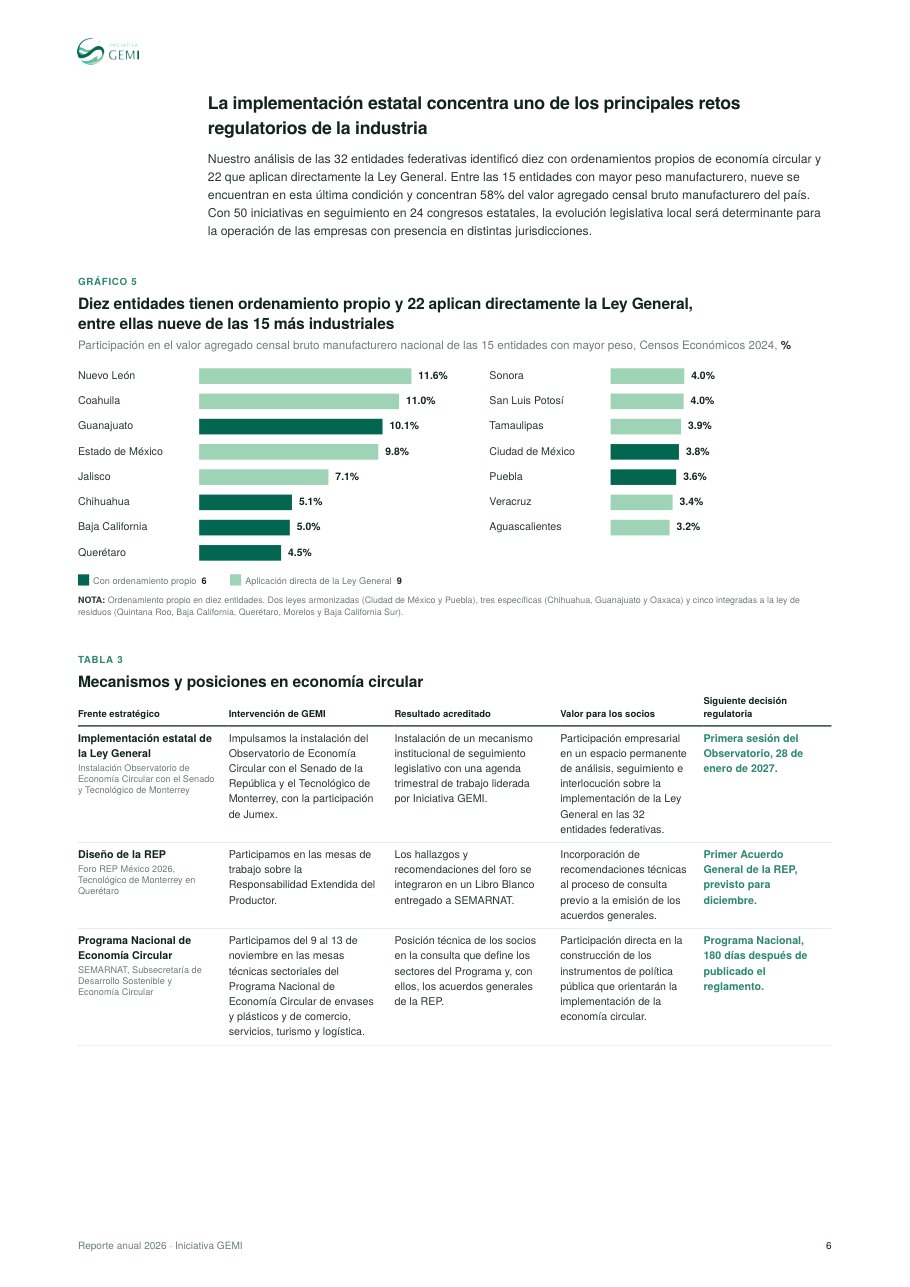 INICIATIVA
GEMI
La implementación estatal concentra uno de los principales retos
regulatorios de la industria
Nuestro análisis de las 32 entidades federativas identificó diez con ordenamientos propios de economía circular y
22 que aplican directamente la Ley General. Entre las 15 entidades con mayor peso manufacturero, nueve se
encuentran en esta última condición y concentran 58% del valor agregado censal bruto manufacturero del país.
Con 50 iniciativas en seguimiento en 24 congresos estatales, la evolución legislativa local será determinante para
la operación de las empresas con presencia en distintas jurisdicciones.
GRÁFICO 5
Diez entidades tienen ordenamiento propio y 22 aplican directamente la Ley General,
entre ellas nueve de las 15 más industriales
Participación en el valor agregado censal bruto manufacturero nacional de las 15 entidades con mayor peso, Censos Económicos 2024, %
Nuevo León 11.6%
Coahuila 11.0%
Guanajuato 10.1%
Estado de México 9.8%
Jalisco 7.1%
Chihuahua 5.1%
Baja California 5.0%
Querétaro 4.5%
Sonora 4.0%
San Luis Potosí 4.0%
Tamaulipas 3.9%
Ciudad de México 3.8%
Puebla 3.6%
Veracruz 3.4%
Aguascalientes 3.2%
Con ordenamiento propio 6 Aplicación directa de la Ley General 9
NOTA: Ordenamiento propio en diez entidades. Dos leyes armonizadas (Ciudad de México y Puebla), tres específicas (Chihuahua, Guanajuato y Oaxaca) y cinco integradas a la ley de
residuos (Quintana Roo, Baja California, Querétaro, Morelos y Baja California Sur).
TABLA 3
Mecanismos y posiciones en economía circular
Frente estratégico
Intervención de GEMI
Resultado acreditado
Valor para los socios
Siguiente decisión
regulatoria
Implementación estatal de
la Ley General
Instalación Observatorio de
Economía Circular con el Senado
y Tecnológico de Monterrey
Impulsamos la instalación del
Observatorio de Economía
Circular con el Senado de la
República y el Tecnológico de
Monterrey, con la participación
de Jumex.
Instalación de un mecanismo
institucional de seguimiento
legislativo con una agenda
trimestral de trabajo liderada
por Iniciativa GEMI.
Participación empresarial
en un espacio permanente
de análisis, seguimiento e
interlocución sobre la
implementación de la Ley
General en las 32
entidades federativas.
Primera sesión del
Observatorio, 28 de
enero de 2027.
Diseño de la REP
Foro REP México 2026,
Tecnológico de Monterrey en
Querétaro
Participamos en las mesas de
trabajo sobre la
Responsabilidad Extendida del
Productor.
Los hallazgos y
recomendaciones del foro se
integraron en un Libro Blanco
entregado a SEMARNAT.
Incorporación de
recomendaciones técnicas
al proceso de consulta
previo a la emisión de los
acuerdos generales.
Primer Acuerdo
General de la REP,
previsto para
diciembre.
Programa Nacional de
Economía Circular
SEMARNAT, Subsecretaría de
Desarrollo Sostenible y
Economía Circular
Participamos del 9 al 13 de
noviembre en las mesas
técnicas sectoriales del
Programa Nacional de
Economía Circular de envases
y plásticos y de comercio,
servicios, turismo y logística.
Posición técnica de los socios
en la consulta que define los
sectores del Programa y, con
ellos, los acuerdos generales
de la REP.
Participación directa en la
construcción de los
instrumentos de política
pública que orientarán la
implementación de la
economía circular.
Programa Nacional,
180 días después de
publicado el
reglamento.
Reporte anual 2026 · Iniciativa GEMI
6